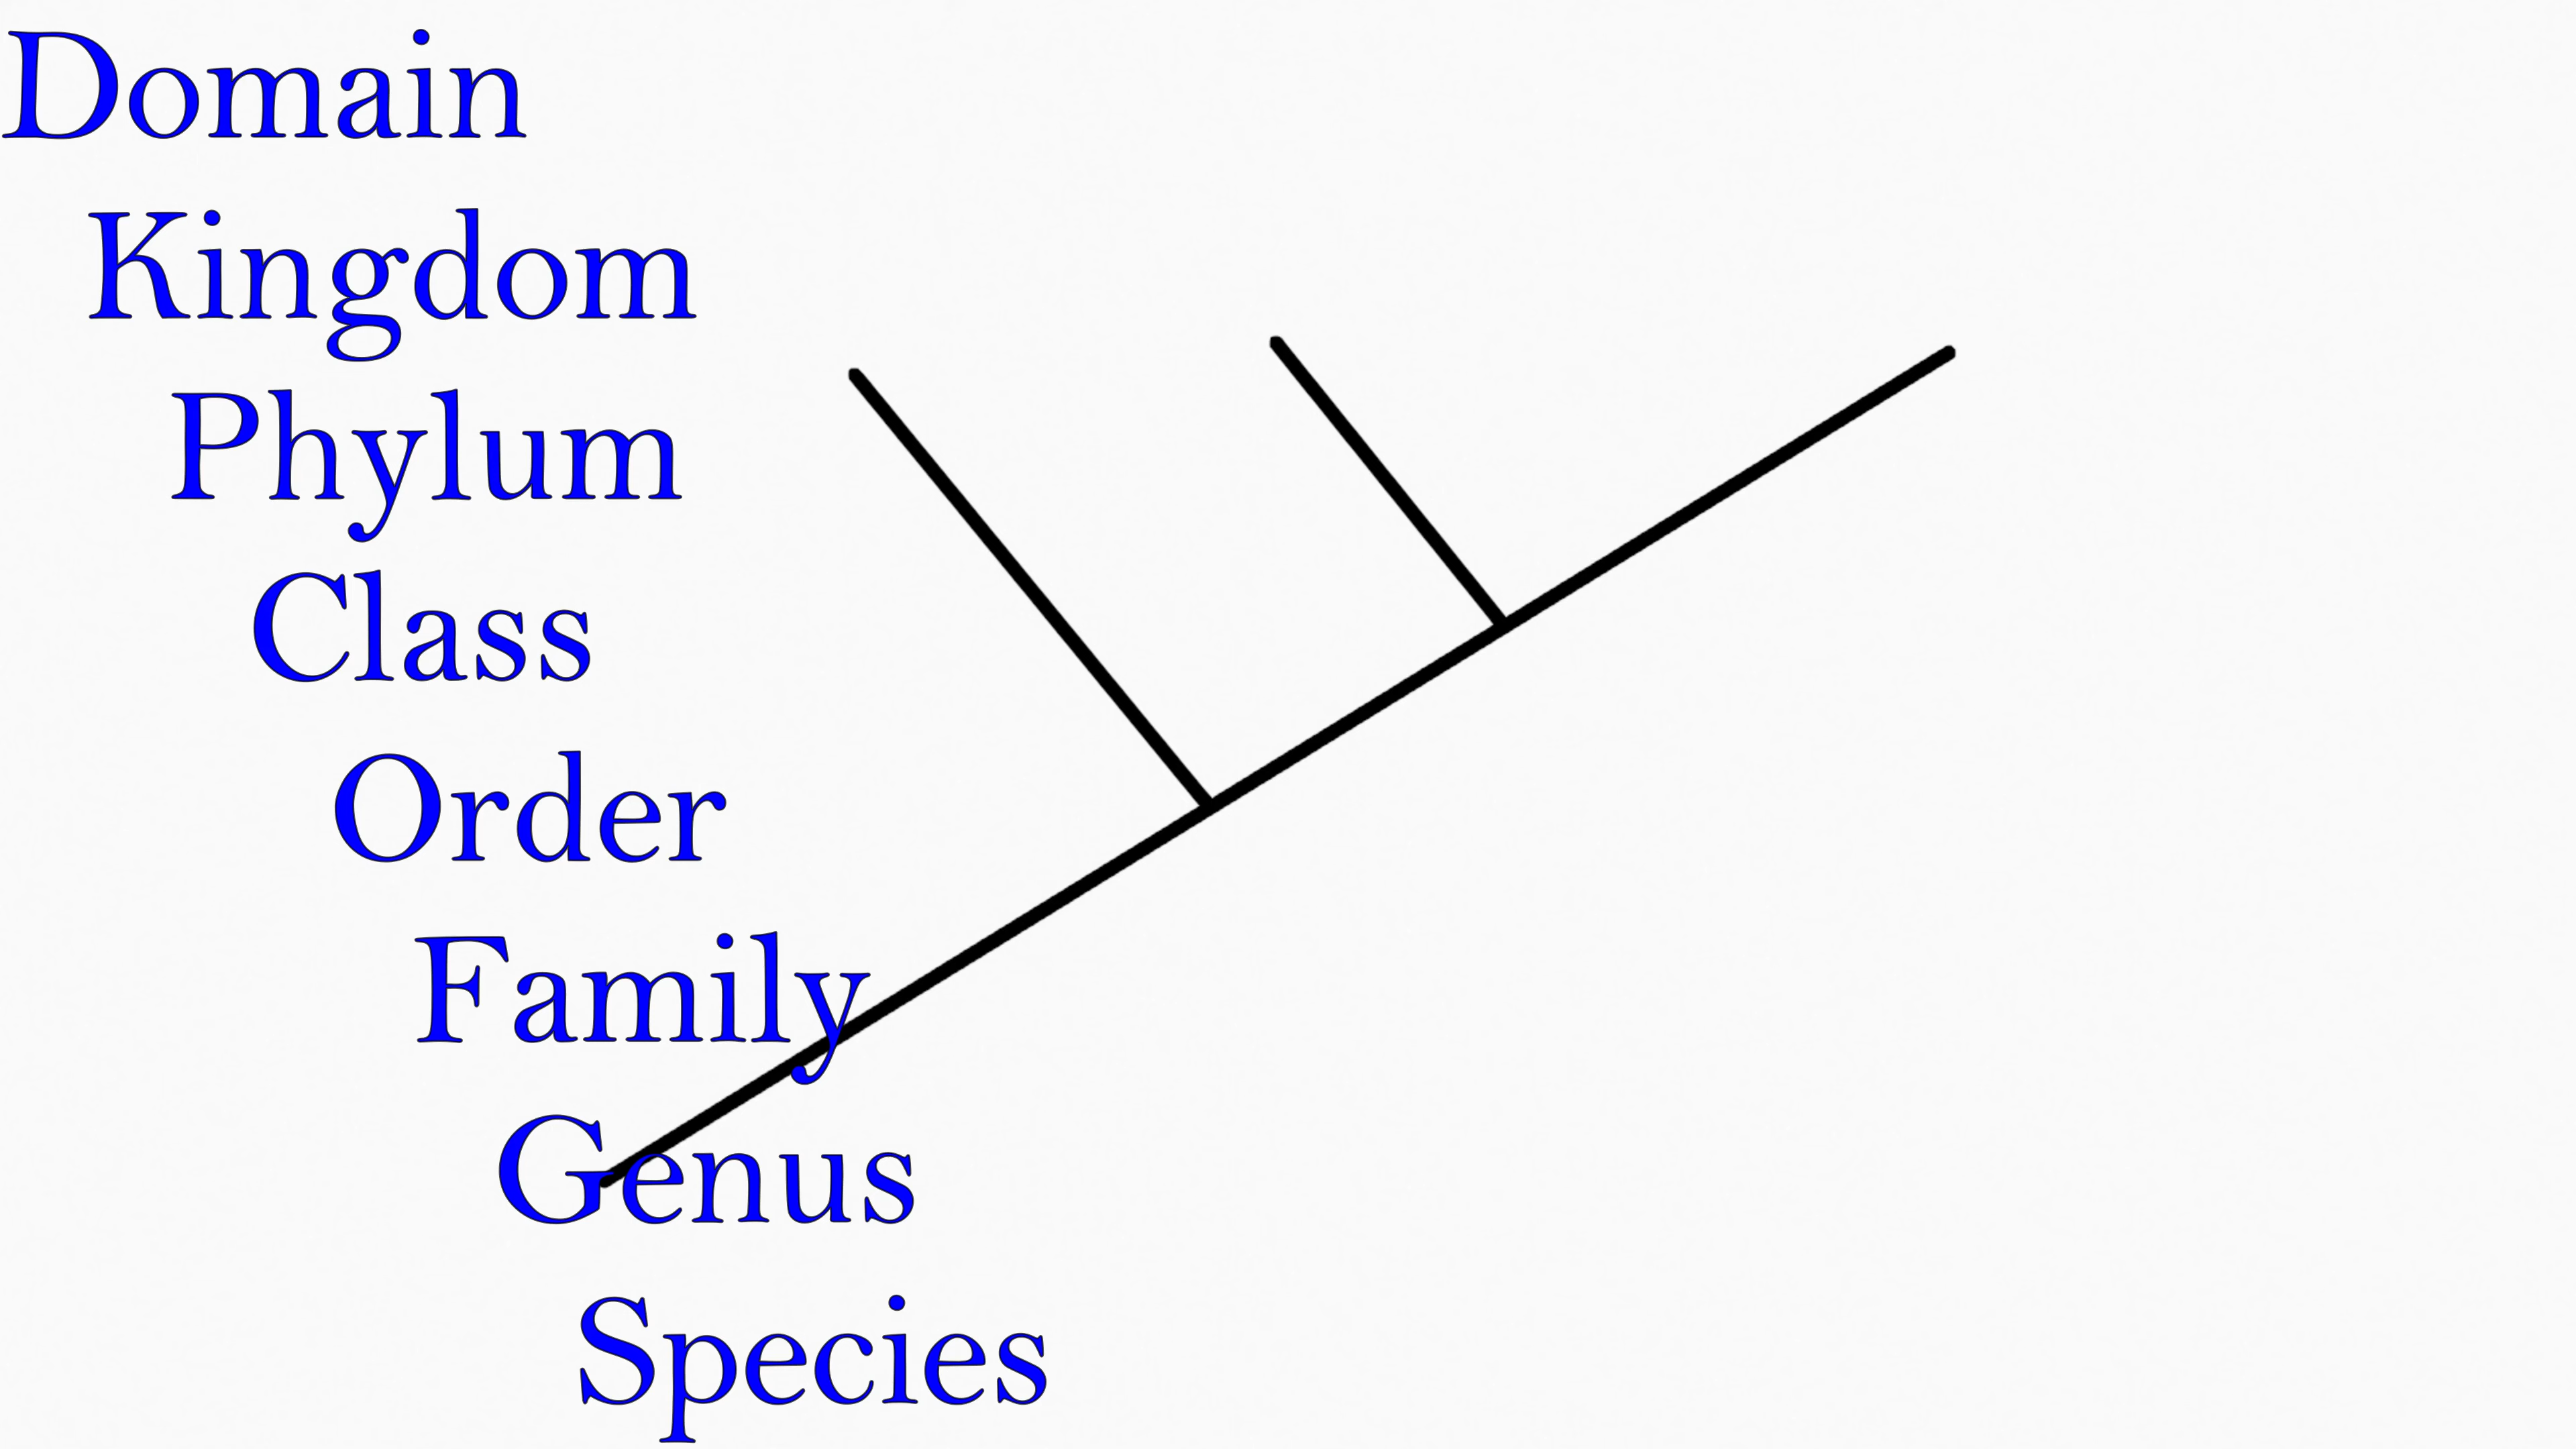 Domain
Kingdom
Phylum
Class
Order
Family
Genus
Species